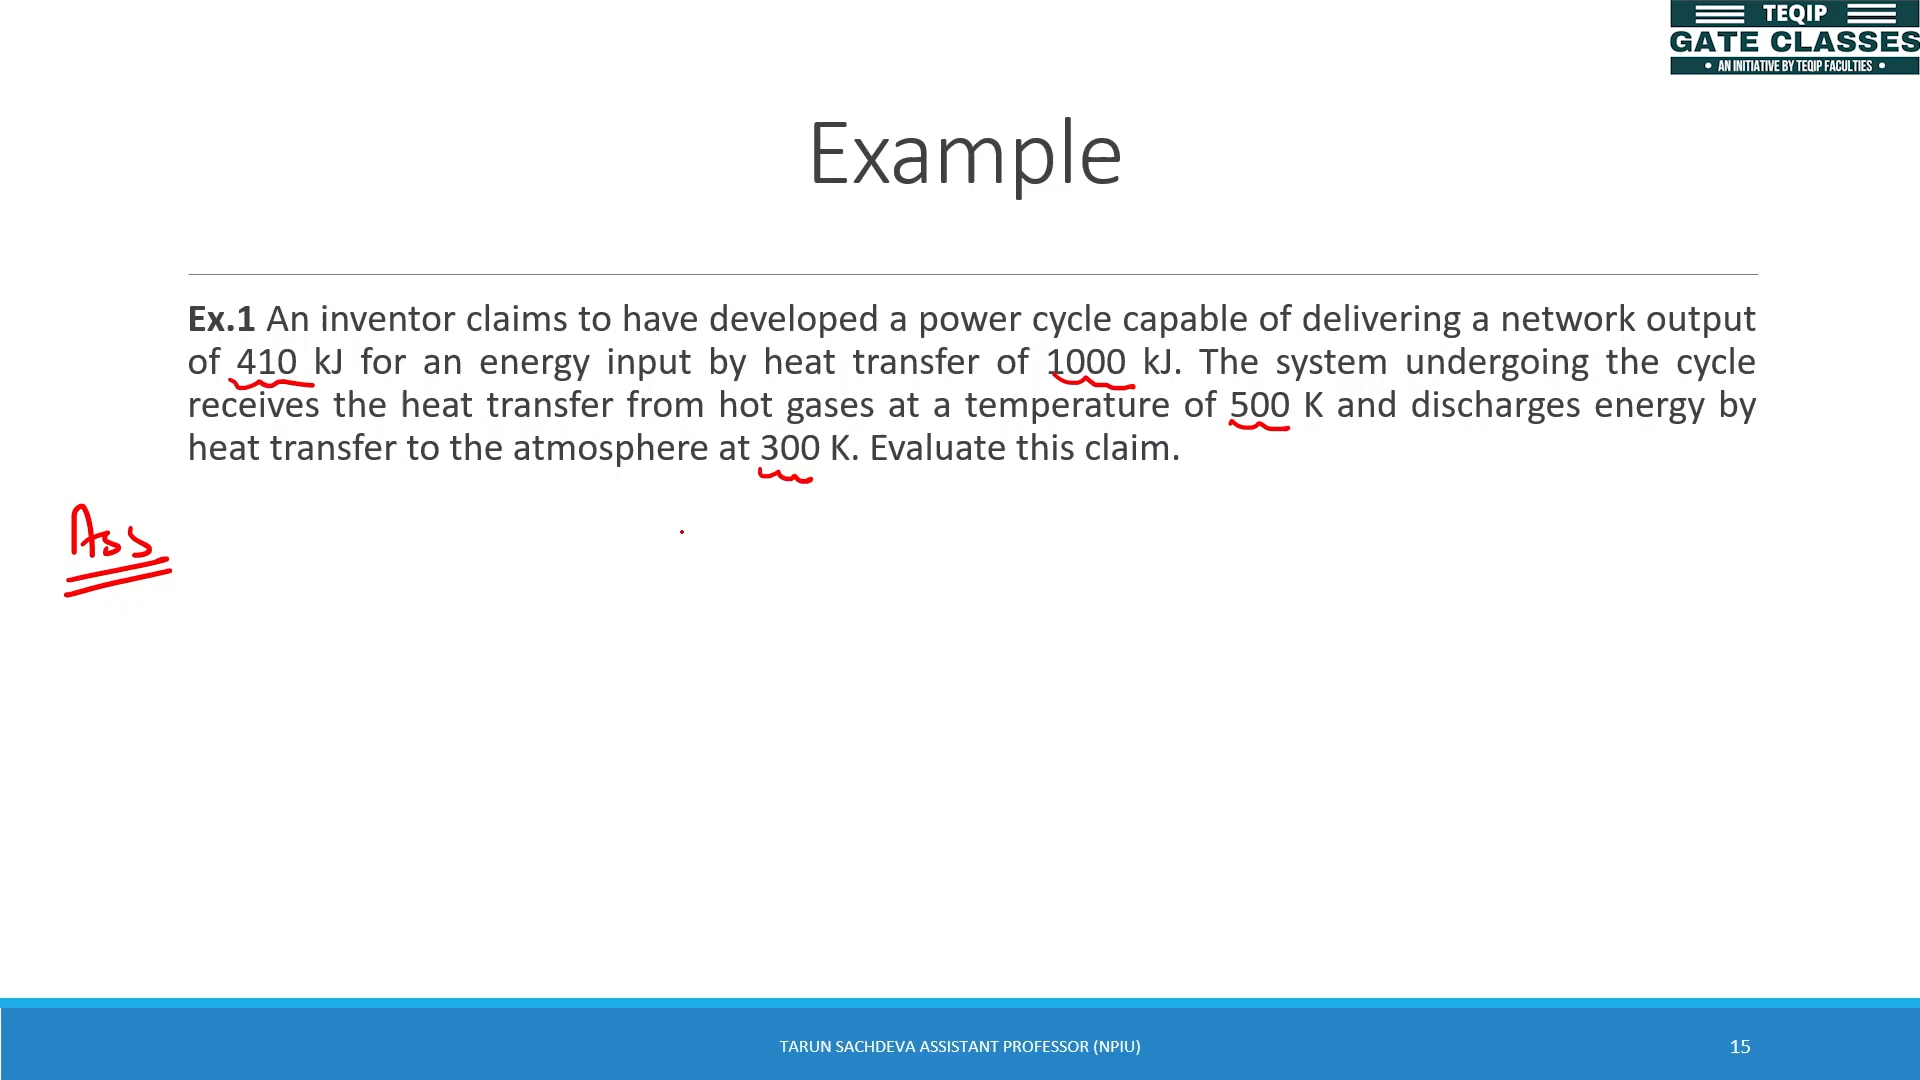 TEQIP
GATE CLASSES
• AN INITIATIVE BY TEQIP FACULTIES •
Example
Ex.1 An inventor claims to have developed a power cycle capable of delivering a network output
of 410 kJ for an energy input by heat transfer of 1000 kJ. The system undergoing the cycle
receives the heat transfer from hot gases at a temperature of 500 K and discharges energy by
heat transfer to the atmosphere at 300 K. Evaluate this claim.
Ass
TARUN SACHDEVA ASSISTANT PROFESSOR (NPIU)
15